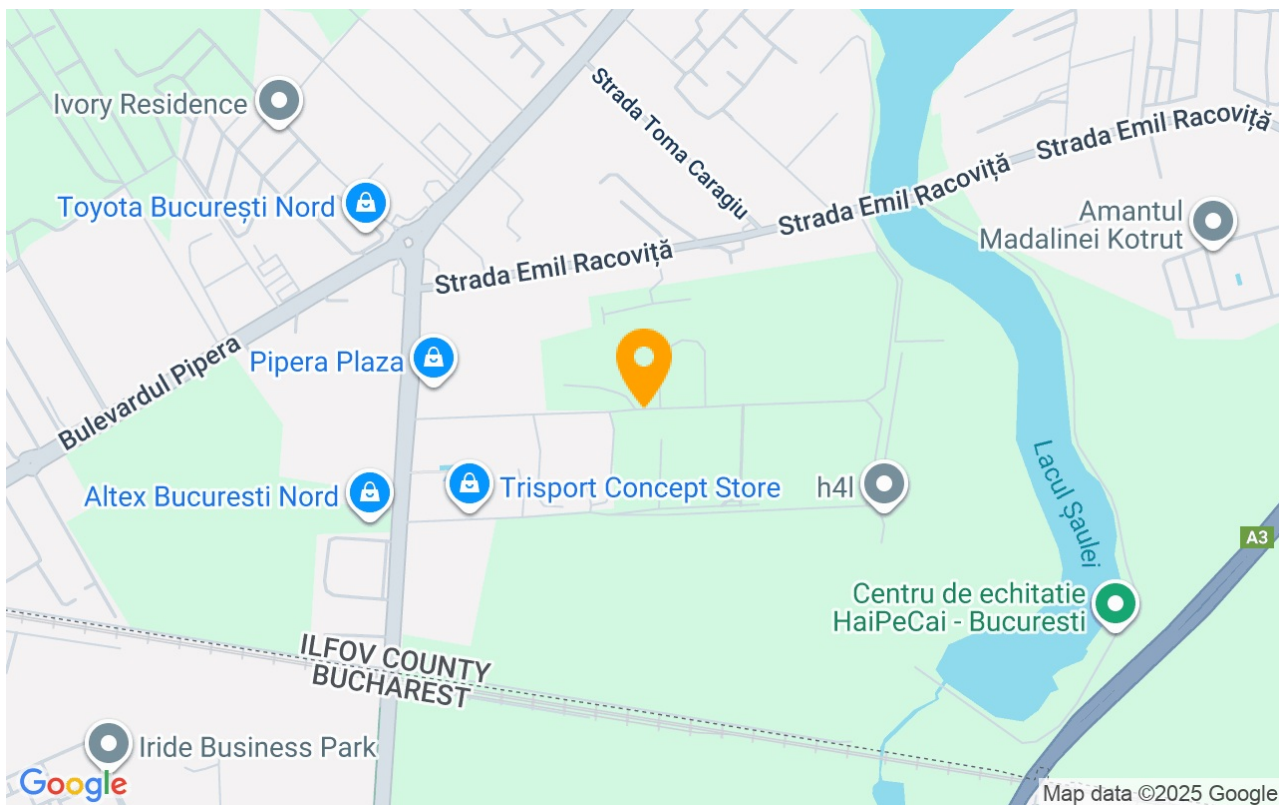 Ivory Residence
Strada Toma Caragiu
Strada Emil Racoviță
Toyota București Nord
Strada Emil Racoviță
Amantul
Madalinei Kotrut
Strada Emil Racoviță
Bulevardul Pipera
Pipera Plaza
Altex Bucuresti Nord
Trisport Concept Store
h4l
Lacul Șaulei
A3
Centru de echitatie
HaiPeCai - Bucuresti
ILFOV COUNTY
BUCHAREST
Iride Business Park
Google
Map data ©2025 Google